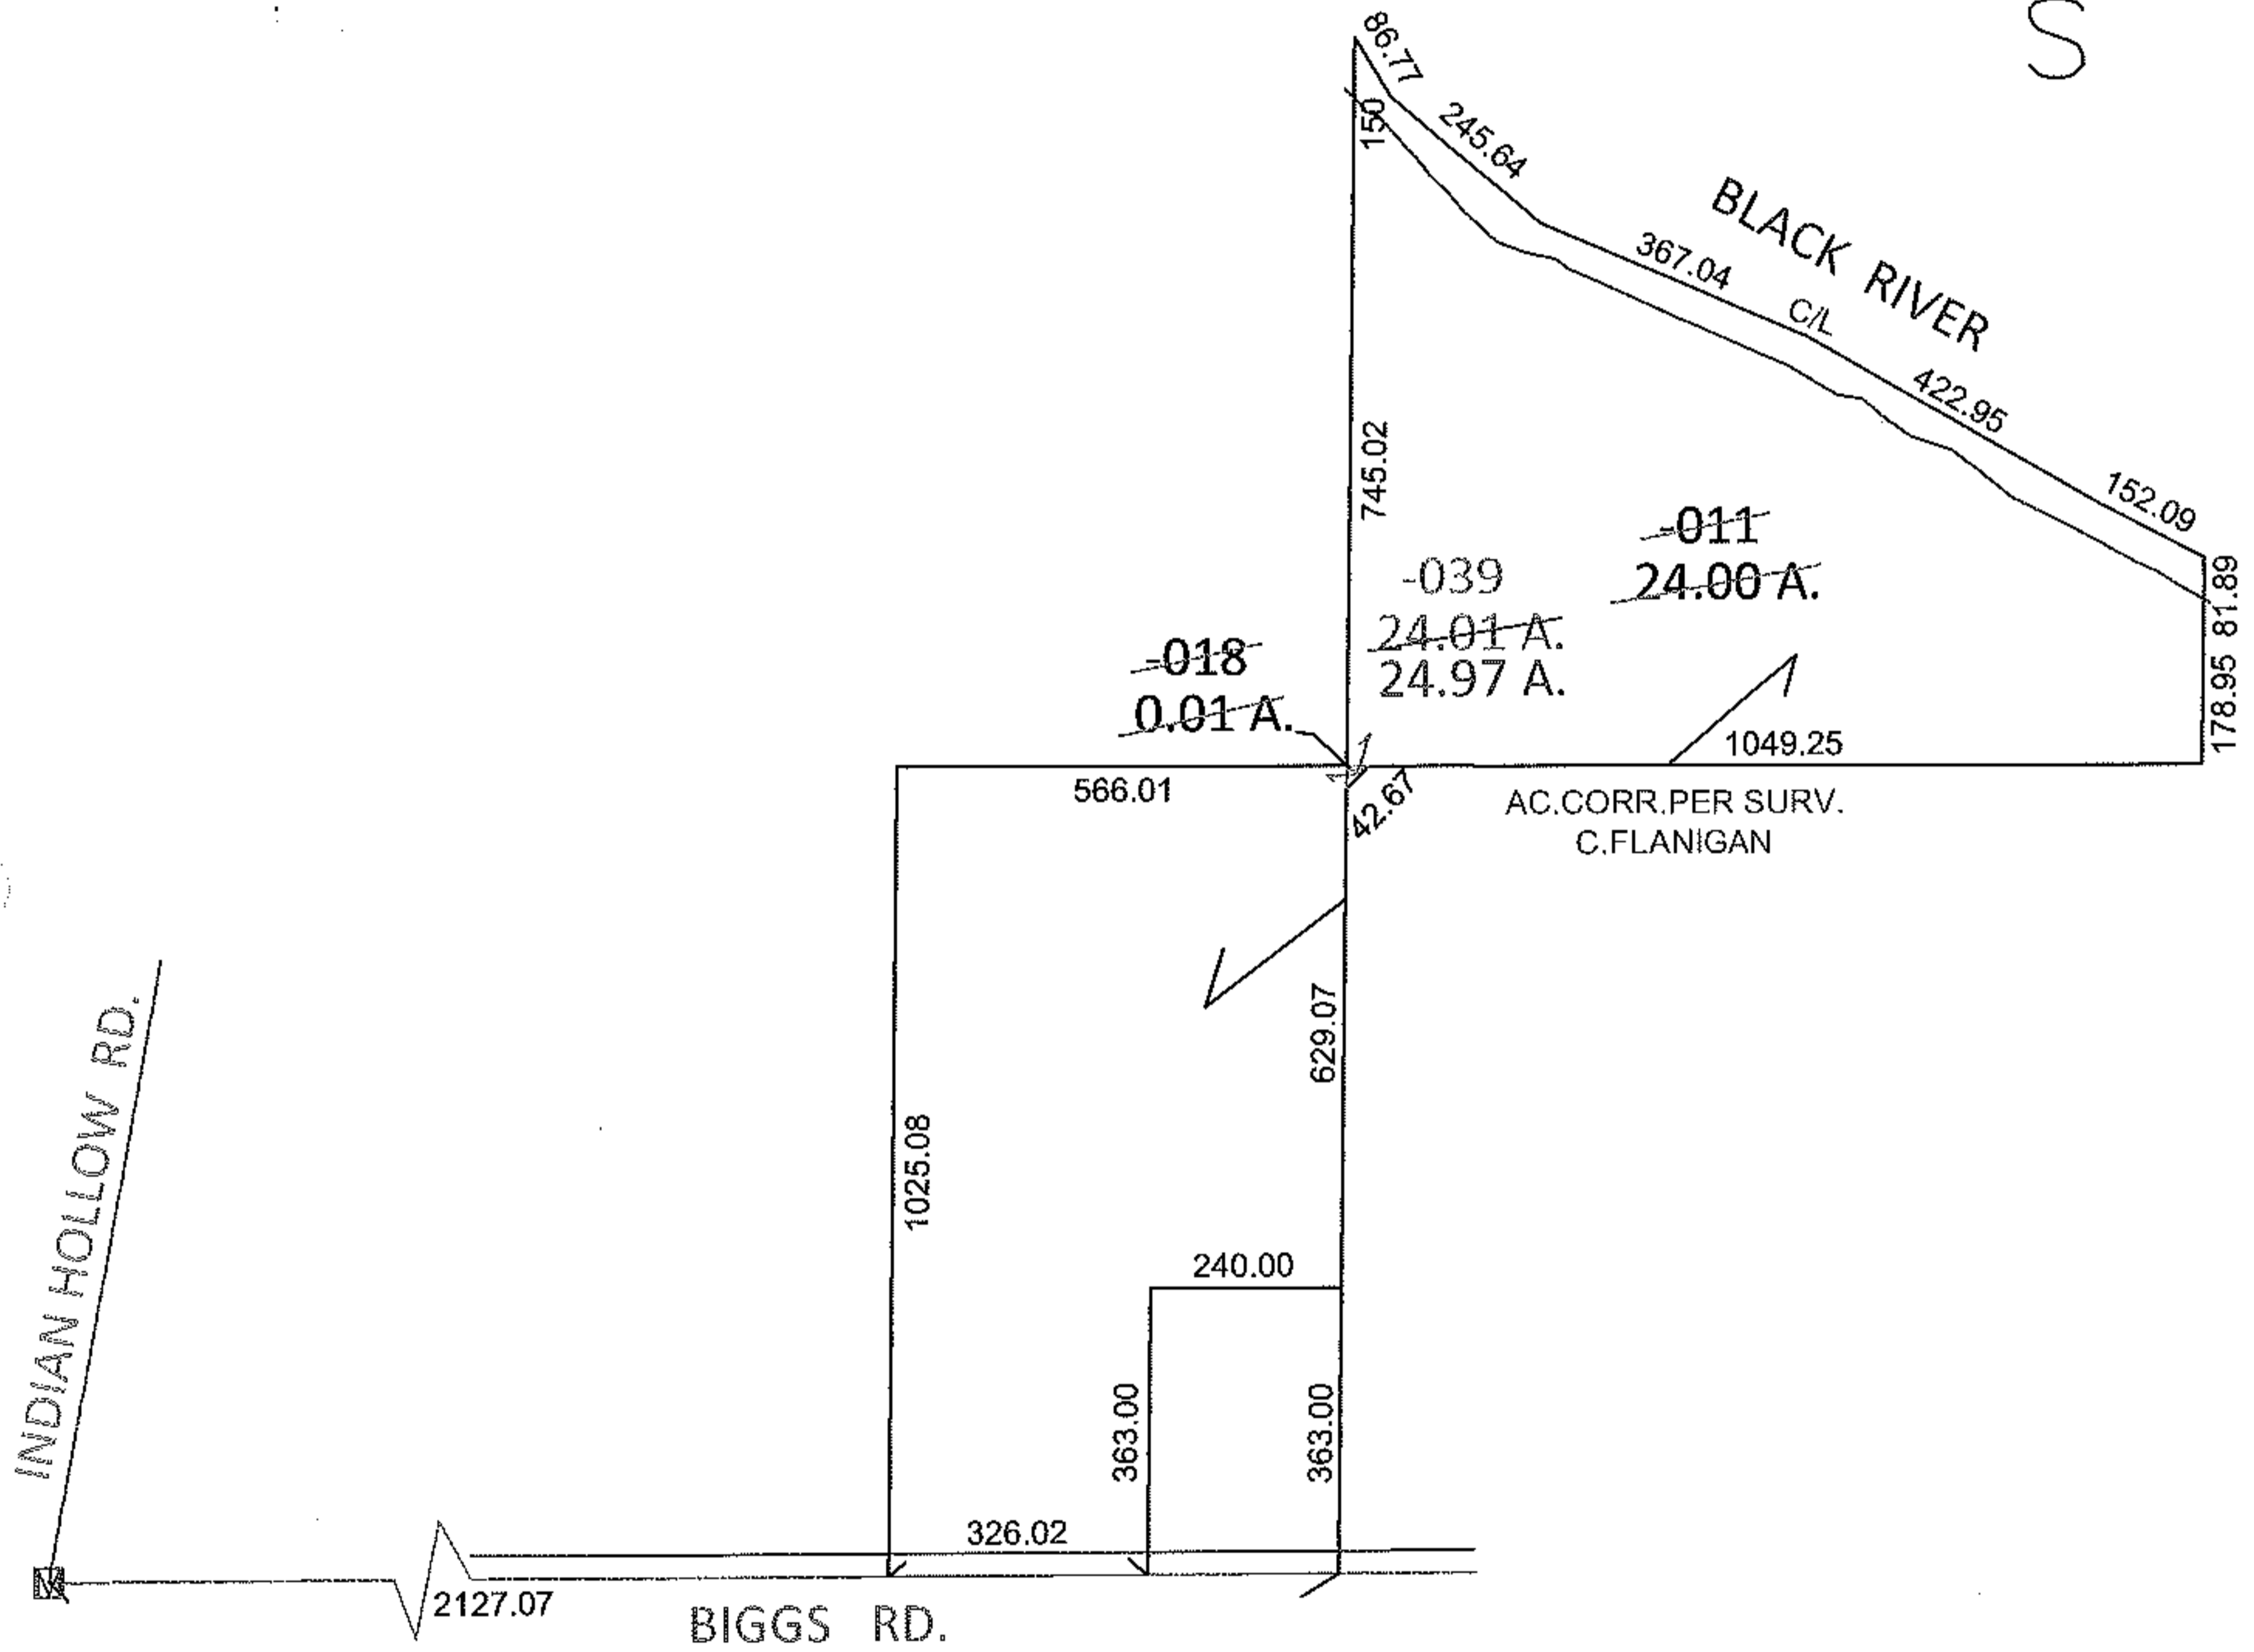 S
86.77
150
245.64
BLACK RIVER
367.04
C/L
422.95
152.09
745.02
-011
24.00 A.
-039
24.01 A.
24.97 A.
81.89
178.95
-018
0.01 A.
1049.25
566.01
42.67
AC.CORR.PER SURV.
C.FLANIGAN
INDIAN HOLLOW RD.
629.07
1025.08
240.00
363.00
363.00
326.02
2127.07
BIGGS RD.